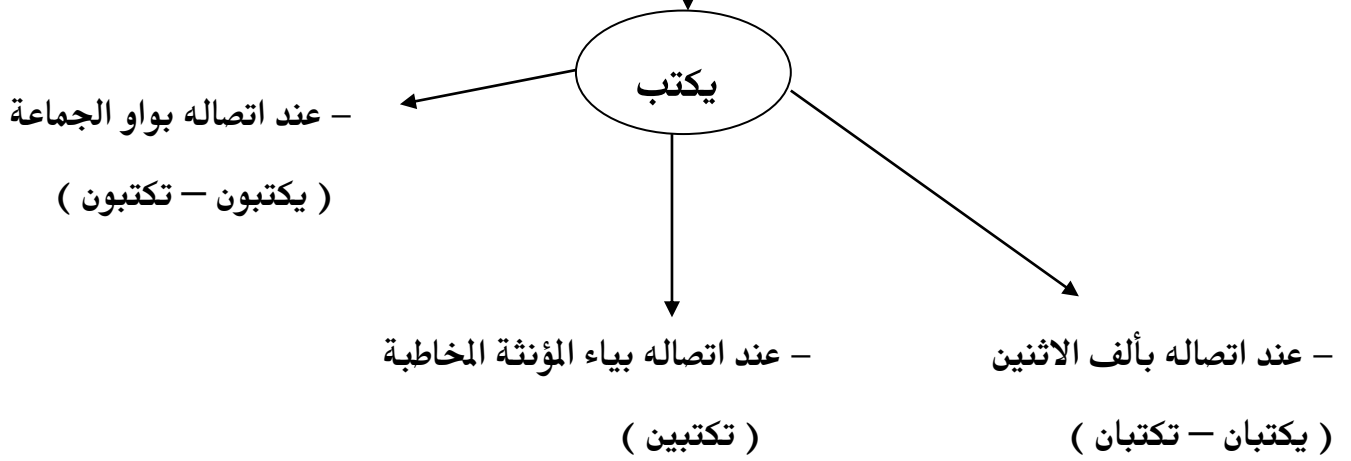 يكتب
– عند اتصاله بواو الجماعة
( يكتبون – تكتبون )
– عند اتصاله بألف الاثنين
( يكتبان – تكتبان )
– عند اتصاله بياء المؤنثة المخاطبة
( تكتبين )